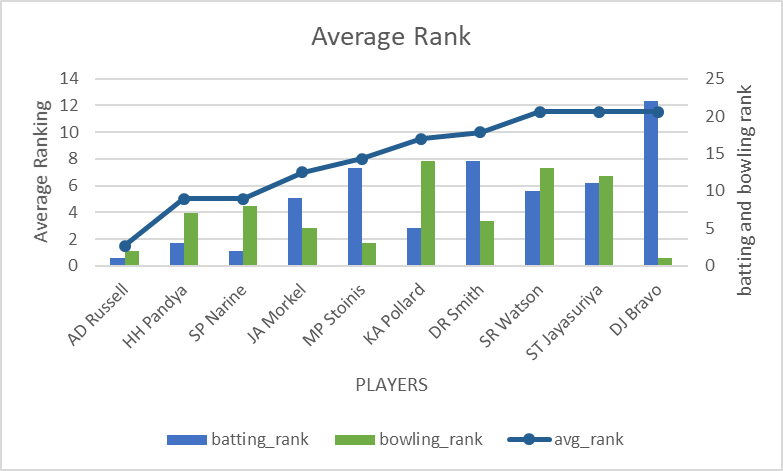 Average Rank
Average Ranking
14
12
10
8
6
4
2
0
25
20
15
10
5
0
batting and bowling rank
AD Russell
HH Pandya
SP Narine
JA Morkel
MP Stoinis
KA Pollard
DR Smith
SR Watson
ST Jayasuriya
DJ Bravo
PLAYERS
batting_rank bowling_rank avg_rank